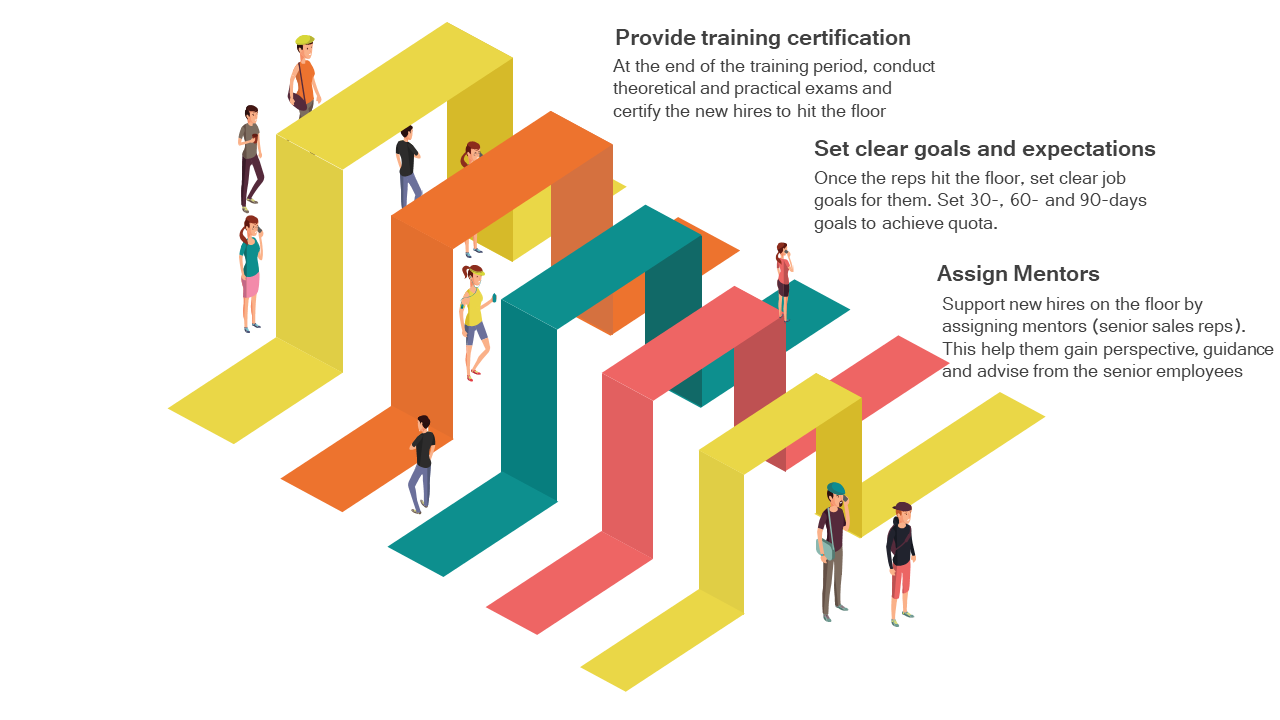 Provide training certification
At the end of the training period, conduct
theoretical and practical exams and
certify the new hires to hit the floor
Set clear goals and expectations
Once the reps hit the floor, set clear job
goals for them. Set 30-, 60- and 90-days
goals to achieve quota.
Assign Mentors
Support new hires on the floor by
assigning mentors (senior sales reps).
This help them gain perspective, guidance
and advise from the senior employees